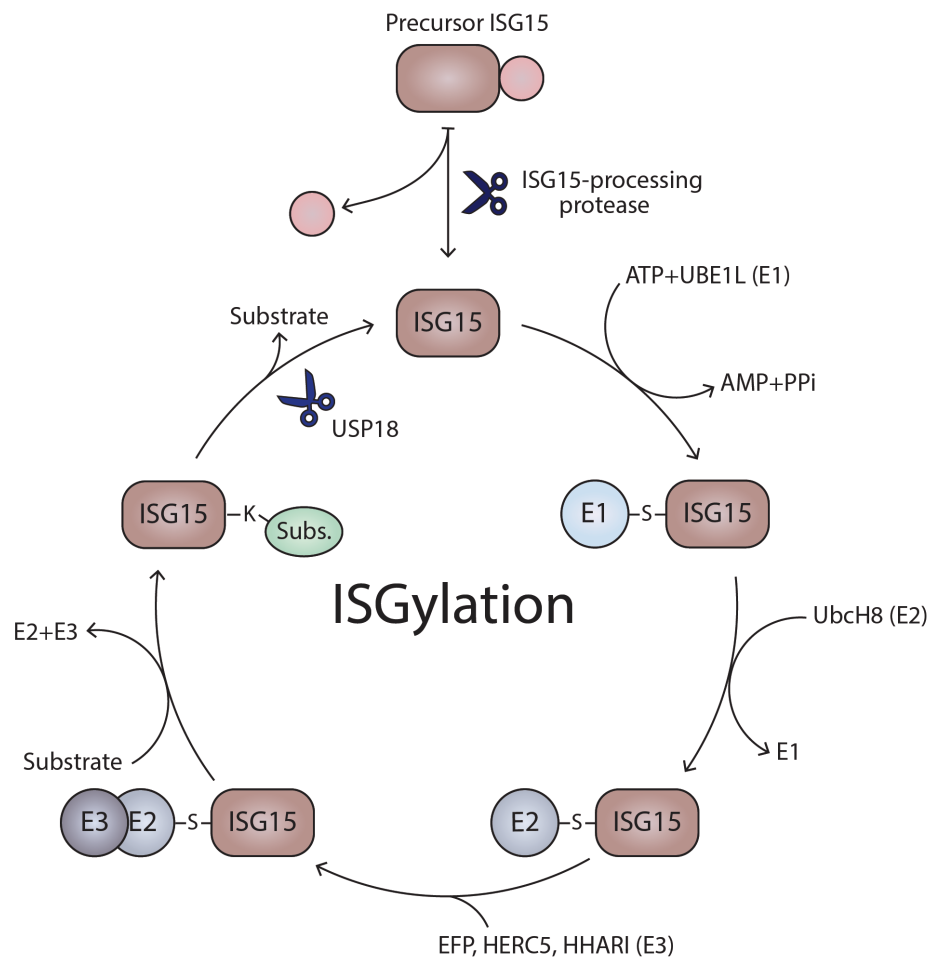 Precursor ISG15
ISG15-processing
protease
ATP+UBE1L (E1)
Substrate
ISG15
AMP+PPi
USP18
ISG15
K
Subs.
E1
S
ISG15
ISGylation
UbcH8 (E2)
E2+E3
E1
Substrate
E3
E2
S
ISG15
E2
S
ISG15
EFP, HERC5, HHARI (E3)